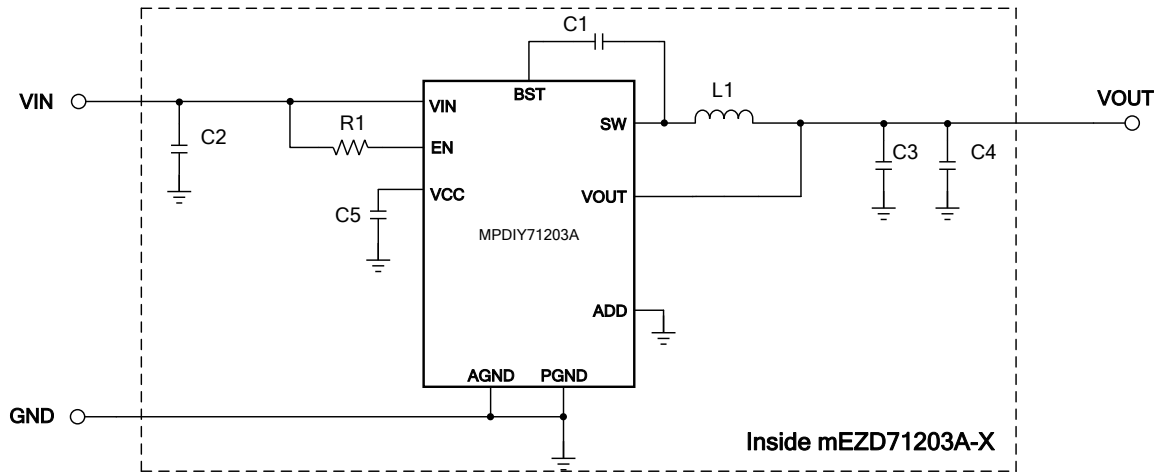 C1
BST
VIN
VIN
C2
R1
EN
SW
L1
VOUT
C3
C4
VCC
C5
VOUT
MPDIY71203A
ADD
AGND
PGND
GND
Inside mEZD71203A-X